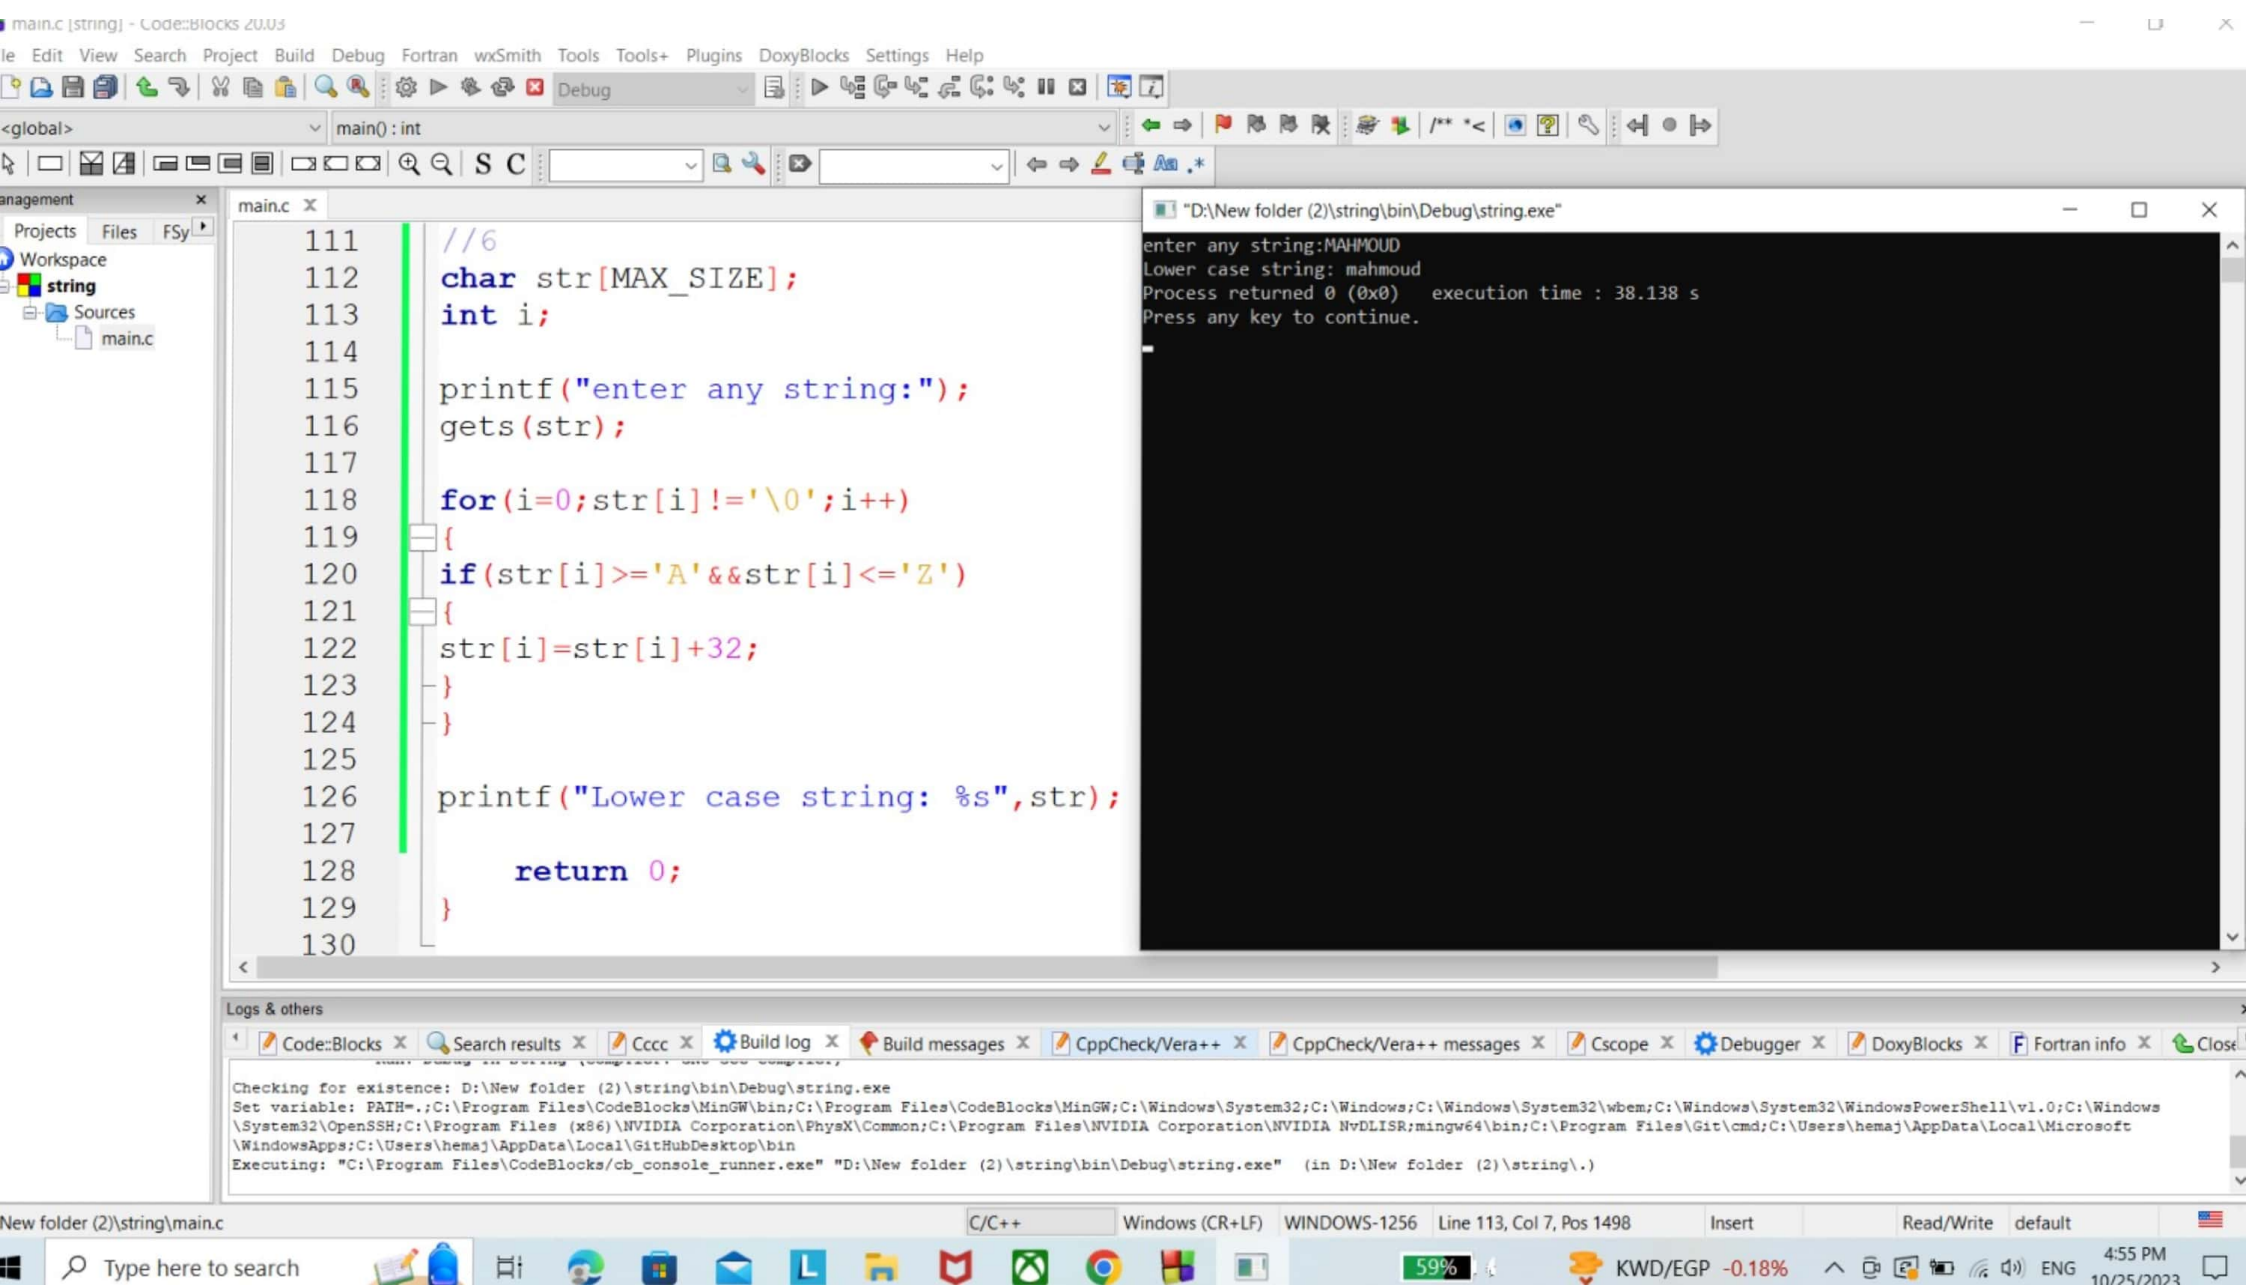 main.c [string] - Code::Blocks 20.03
le Edit View Search Project Build Debug Fortran wxSmith Tools Tools+ Plugins DoxyBlocks Settings Help
Debug
<global> main() : int
/** *<
S C
Aa .*
anagement
main.c
Projects Files FSy
Workspace
string
Sources
main.c
111 //6
112 char str[MAX_SIZE];
113 int i;
114
115 printf("enter any string:");
116 gets(str);
117
118 for(i=0;str[i]!='\0';i++)
119 {
120 if(str[i]>='A'&&str[i]<='Z')
121 {
122 str[i]=str[i]+32;
123 }
124 }
125
126 printf("Lower case string: %s",str);
127
128 return 0;
129 }
130
"D:\New folder (2)\string\bin\Debug\string.exe"
enter any string:MAHMOUD
Lower case string: mahmoud
Process returned 0 (0x0)   execution time : 38.138 s
Press any key to continue.
Logs & others
Code::Blocks Search results Cccc Build log Build messages CppCheck/Vera++ CppCheck/Vera++ messages Cscope Debugger DoxyBlocks Fortran info Close
Checking for existence: D:\New folder (2)\string\bin\Debug\string.exe
Set variable: PATH=.;C:\Program Files\CodeBlocks\MinGW\bin;C:\Program Files\CodeBlocks\MinGW;C:\Windows\System32;C:\Windows;C:\Windows\System32\wbem;C:\Windows\System32\WindowsPowerShell\v1.0;C:\Windows
\System32\OpenSSH;C:\Program Files (x86)\NVIDIA Corporation\PhysX\Common;C:\Program Files\NVIDIA Corporation\NVIDIA NvDLISR;mingw64\bin;C:\Program Files\Git\cmd;C:\Users\hemaj\AppData\Local\Microsoft
\WindowsApps;C:\Users\hemaj\AppData\Local\GitHubDesktop\bin
Executing: "C:\Program Files\CodeBlocks/cb_console_runner.exe" "D:\New folder (2)\string\bin\Debug\string.exe"  (in D:\New folder (2)\string\.)
New folder (2)\string\main.c C/C++ Windows (CR+LF) WINDOWS-1256 Line 113, Col 7, Pos 1498 Insert Read/Write default
Type here to search L 59% KWD/EGP -0.18% ENG 4:55 PM
10/25/2023